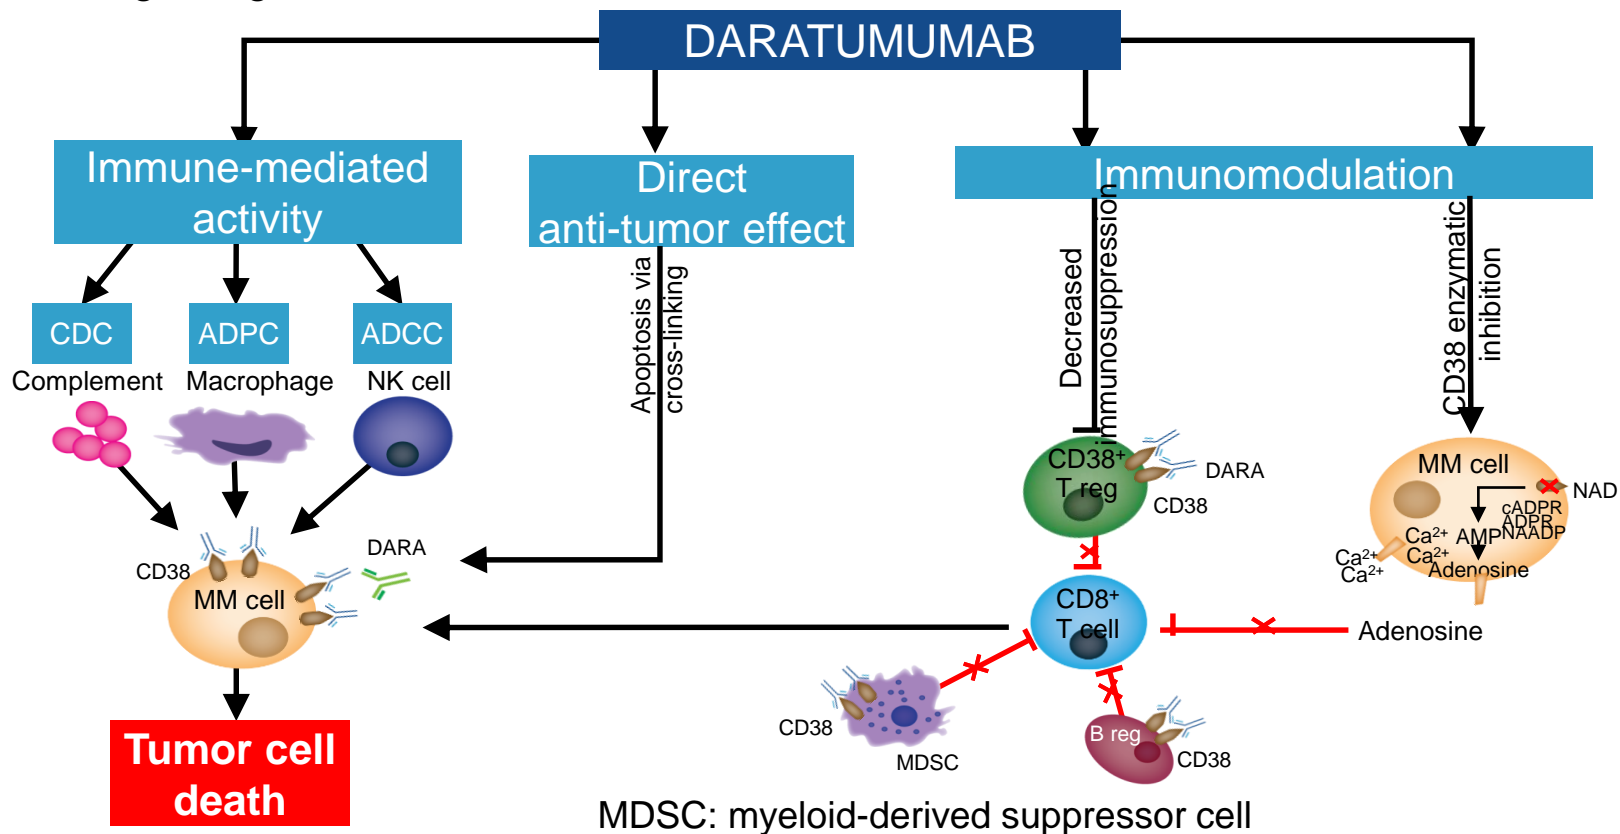 DARATUMUMAB
Immune-mediated
activity
Direct
anti-tumor effect
Immunomodulation
CDC
ADPC
ADCC
Complement
Macrophage
NK cell
Apoptosis via
cross-linking
Decreased
immunosuppression
CD38 enzymatic
inhibition
CD38
MM cell
DARA
CD38+
T reg
DARA
CD38
MM cell
NAD
cADPR
ADPR
NAADP
AMP
Adenosine
Ca2+
Ca2+
Ca2+
Ca2+
CD8+
T cell
Adenosine
CD38
MDSC
B reg
CD38
Tumor cell
death
MDSC: myeloid-derived suppressor cell